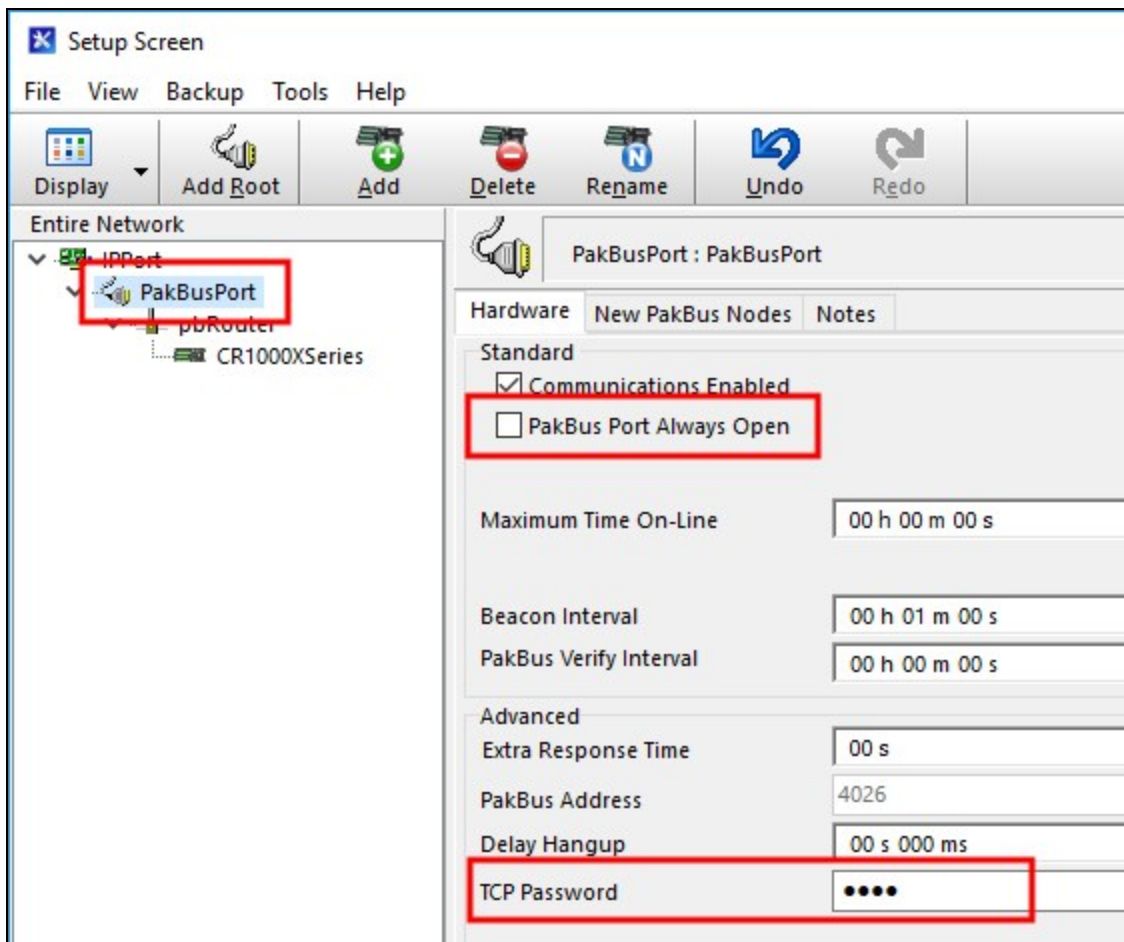 Setup Screen
File View Backup Tools Help
Display Add Root Add Delete Rename Undo Redo
Entire Network
IPPort
PakBusPort
pbRouter
CR1000XSeries
PakBusPort : PakBusPort
Hardware New PakBus Nodes Notes
Standard
Communications Enabled
PakBus Port Always Open
Maximum Time On-Line 00 h 00 m 00 s
Beacon Interval 00 h 01 m 00 s
PakBus Verify Interval 00 h 00 m 00 s
Advanced
Extra Response Time 00 s
PakBus Address 4026
Delay Hangup 00 s 000 ms
TCP Password ••••